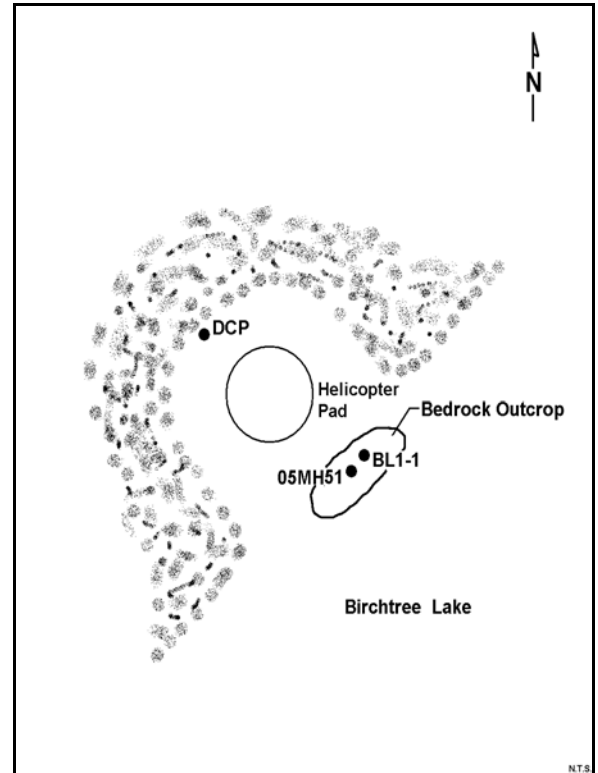 N
DCP
Helicopter
Pad
Bedrock Outcrop
BL1-1
05MH51
Birchtree Lake
N.T.S.